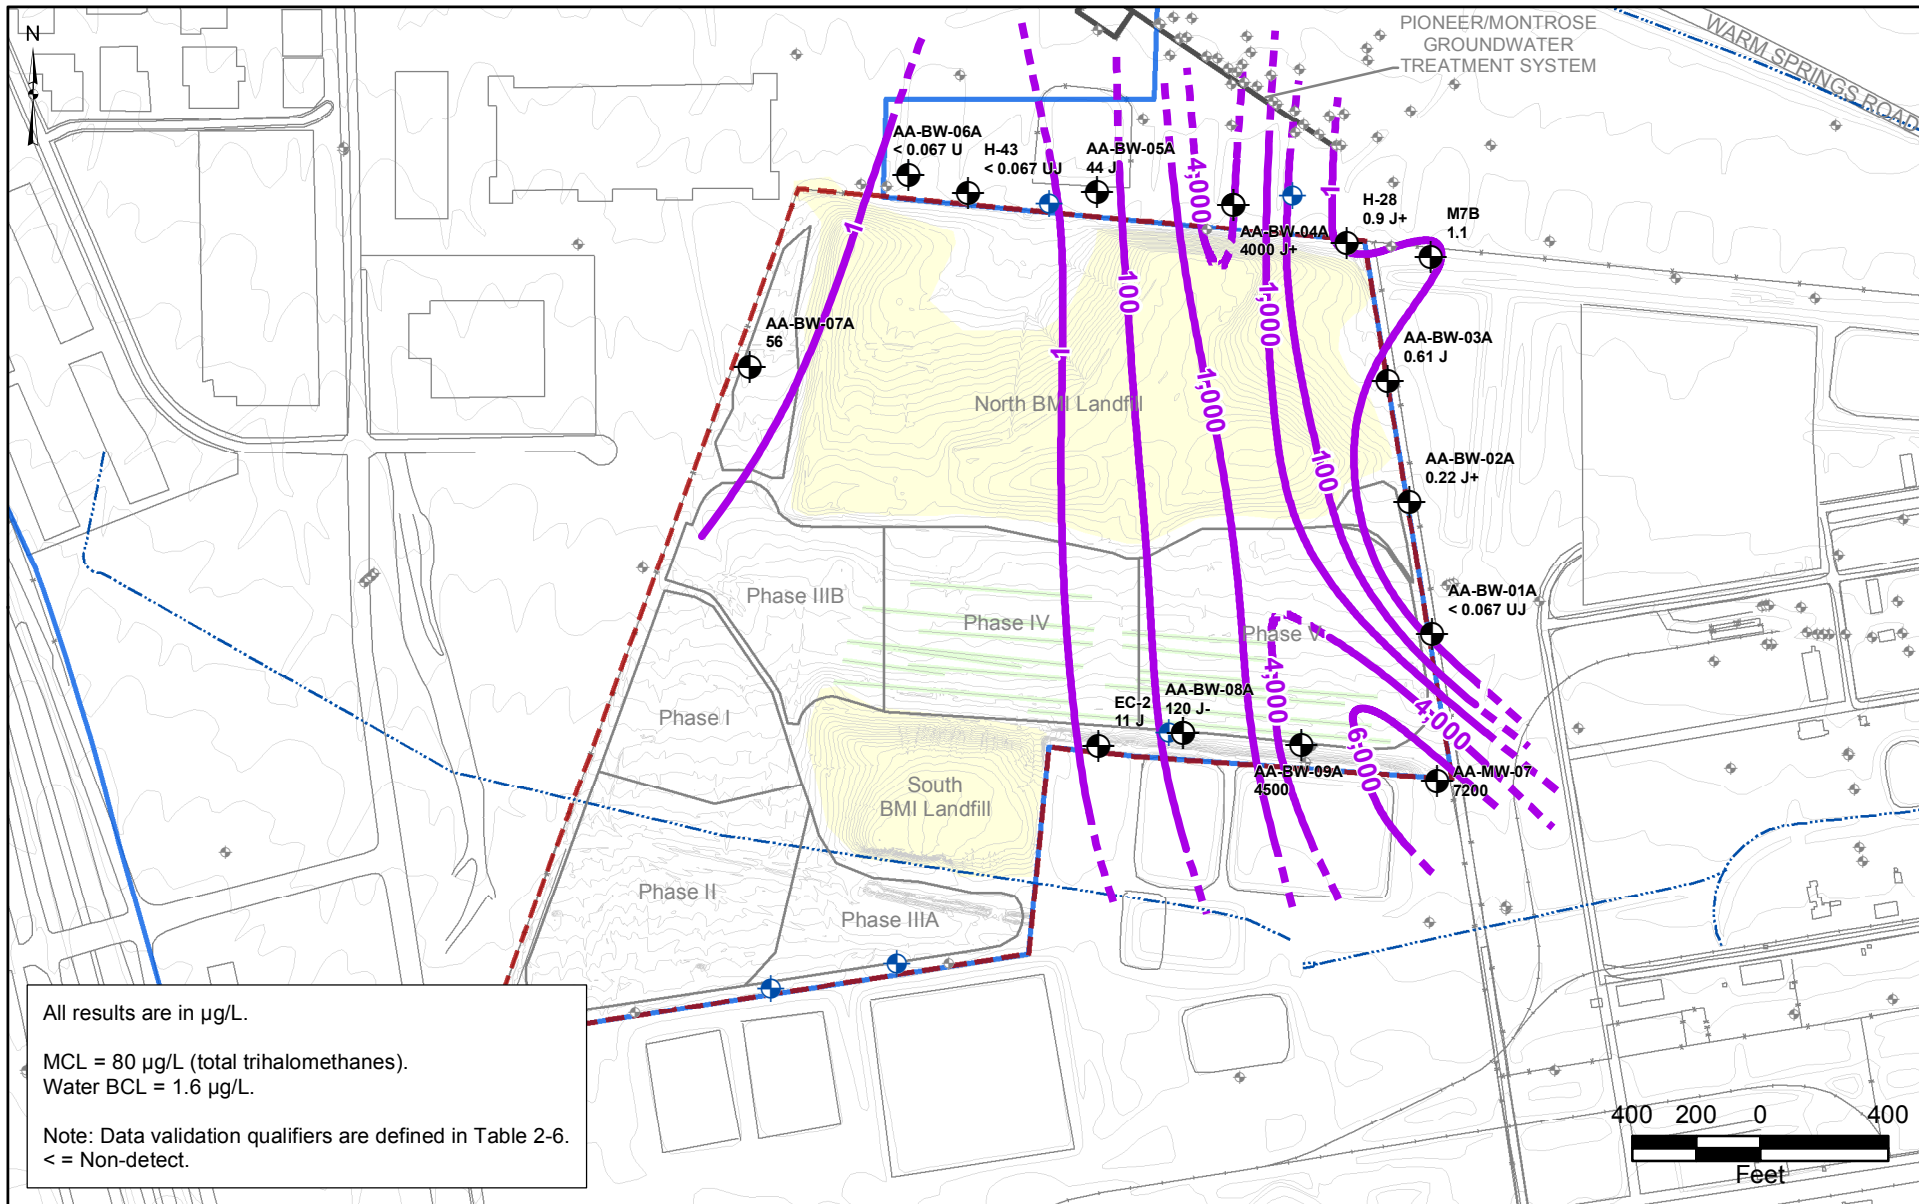 N
PIONEER/MONTROSE
GROUNDWATER
TREATMENT SYSTEM
WARM SPRINGS ROAD
AA-BW-06A
< 0.067 U
H-43
< 0.067 UJ
AA-BW-05A
44 J
4,000
AA-BW-04A
4000 J+
1
H-28
0.9 J+
M7B
1.1
1
AA-BW-07A
56
100
1,000
1
1,000
AA-BW-03A
0.61 J
North BMI Landfill
100
AA-BW-02A
0.22 J+
Phase IIIB
Phase IV
Phase V
AA-BW-01A
< 0.067 UJ
4,000
Phase I
EC-2
11 J
AA-BW-08A
120 J-
4,000
6,000
AA-BW-09A
4500
AA-MW-07
7200
South
BMI Landfill
Phase II
Phase IIIA
All results are in µg/L.
MCL = 80 µg/L (total trihalomethanes).
Water BCL = 1.6 µg/L.
Note: Data validation qualifiers are defined in Table 2-6.
< = Non-detect.
400 200 0 400
Feet